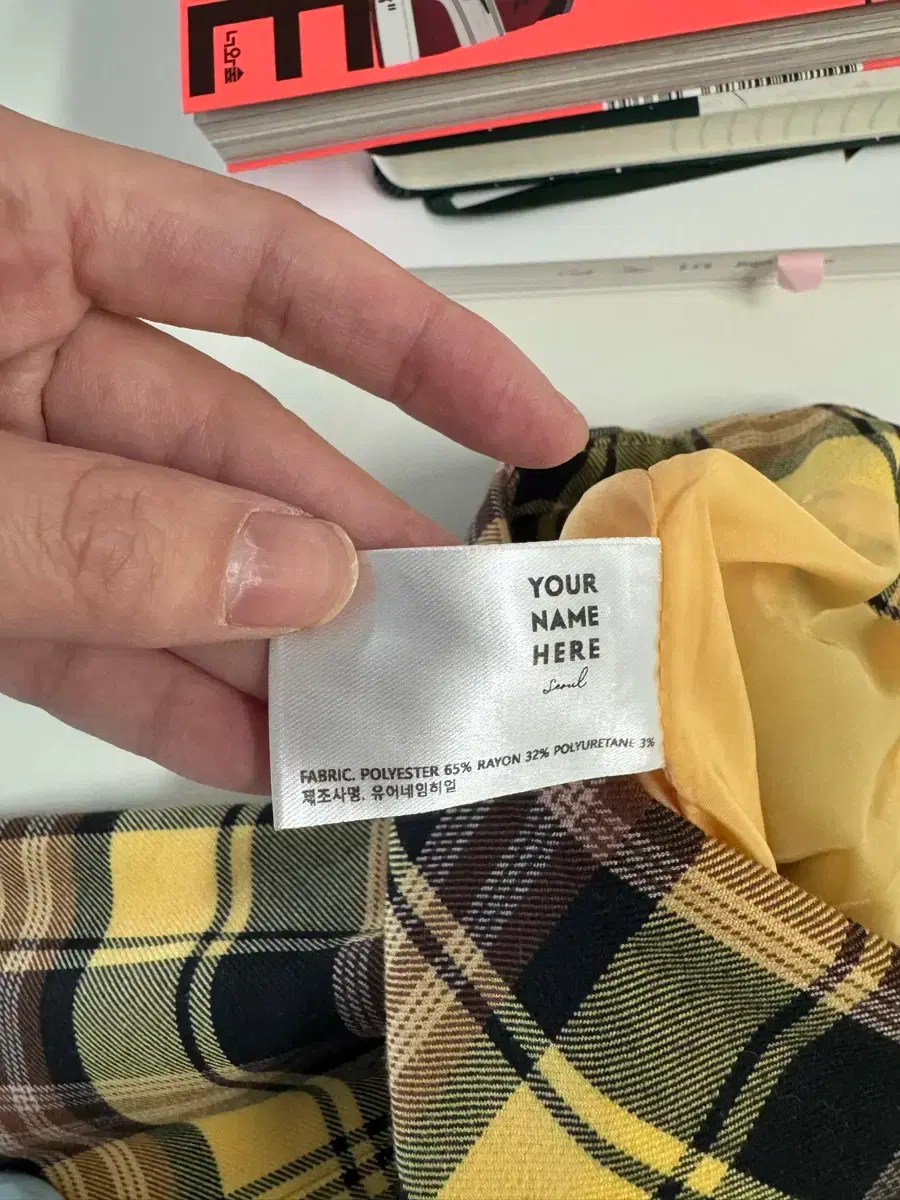 YOUR
NAME
HERE
Seoul
FABRIC. POLYESTER 65% RAYON 32% POLYURETANE 3%
제조사명. 유어네임히얼